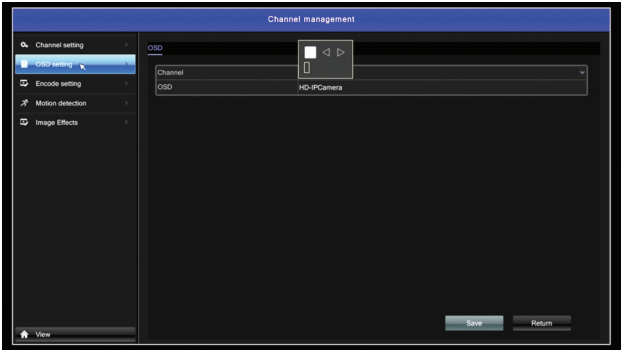 Channel management
Channel setting
OSD setting
Encode setting
Motion detection
Image Effects
View
OSD
Channel
OSD HD-IPCamera
Save Return